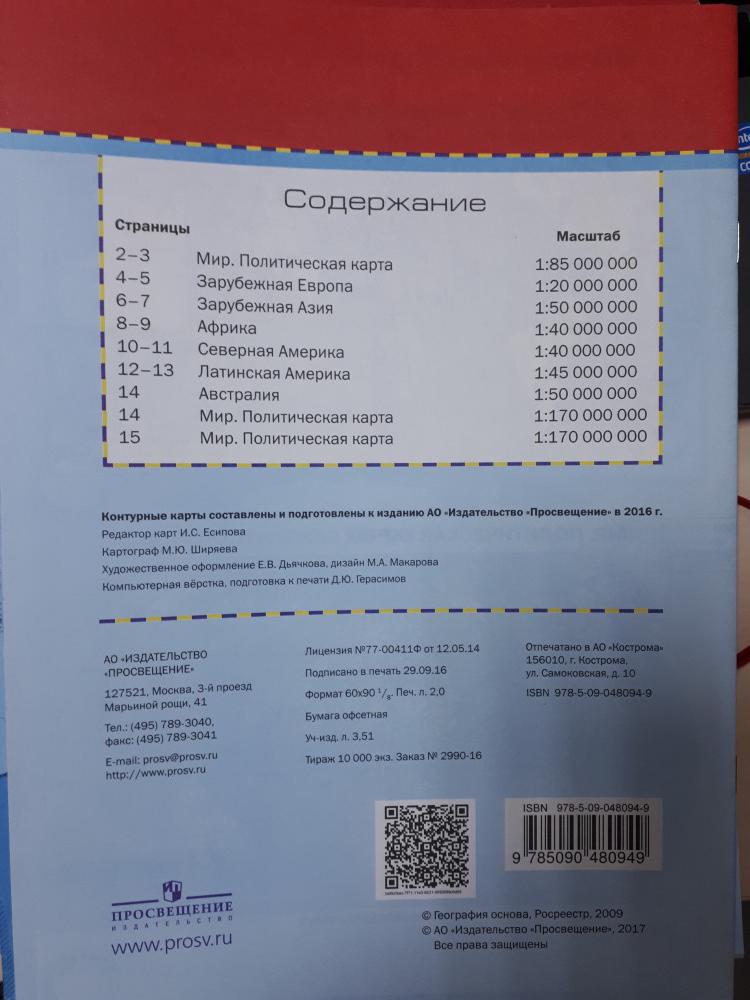 Содержание
Страницы Масштаб
2–3 Мир. Политическая карта 1:85 000 000
4–5 Зарубежная Европа 1:20 000 000
6–7 Зарубежная Азия 1:50 000 000
8–9 Африка 1:40 000 000
10–11 Северная Америка 1:40 000 000
12–13 Латинская Америка 1:45 000 000
14 Австралия 1:50 000 000
14 Мир. Политическая карта 1:170 000 000
15 Мир. Политическая карта 1:170 000 000
Контурные карты составлены и подготовлены к изданию АО «Издательство «Просвещение» в 2016 г.
Редактор карт И.С. Есипова
Картограф М.Ю. Ширяева
Художественное оформление Е.В. Дьячкова, дизайн М.А. Макарова
Компьютерная вёрстка, подготовка к печати Д.Ю. Герасимов
АО «ИЗДАТЕЛЬСТВО
«ПРОСВЕЩЕНИЕ»
127521, Москва, 3-й проезд
Марьиной рощи, 41
Тел.: (495) 789-3040,
факс: (495) 789-3041
E-mail: prosv@prosv.ru
http://www.prosv.ru
Лицензия №77-00411Ф от 12.05.14
Подписано в печать 29.09.16
Формат 60х90 1/8. Печ. л. 2,0
Бумага офсетная
Уч-изд. л. 3,51
Тираж 10 000 экз. Заказ № 2990-16
Отпечатано в АО «Кострома»
156010, г. Кострома,
ул. Самоковская, д. 10
ISBN 978-5-09-048094-9
ISBN 978-5-09-048094-9
9 785090 480949
ПРОСВЕЩЕНИЕ
ИЗДАТЕЛЬСТВО
www.prosv.ru
© География основа, Росреестр, 2009
© АО «Издательство «Просвещение», 2017
Все права защищены